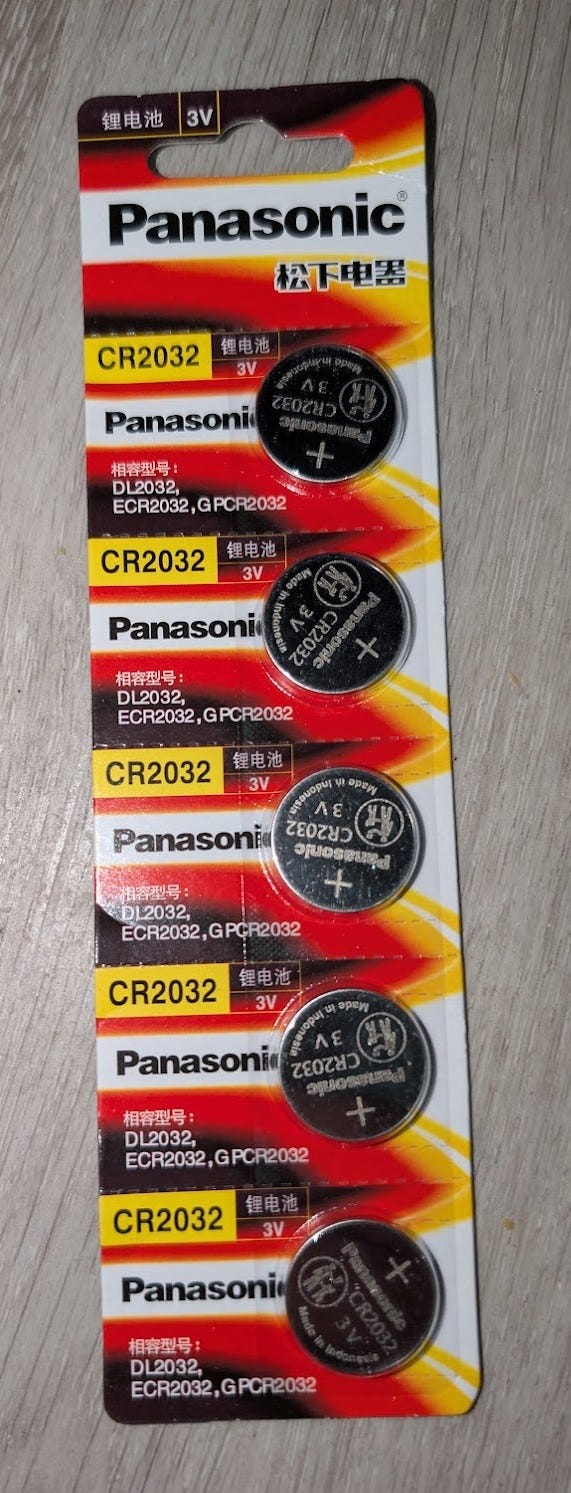 锂电池 3V
Panasonic®
松下电器
CR2032 锂电池
3V
Panasonic
相容型号:
DL2032,
ECR2032,GPCR2032
Made in Indonesia
3V
CR2032
Panasonic
+
CR2032 锂电池
3V
Panasonic
相容型号:
DL2032,
ECR2032,GPCR2032
Made in Indonesia
3V
CR2032
Panasonic
+
CR2032 锂电池
3V
Panasonic
相容型号:
DL2032,
ECR2032,GPCR2032
Made in Indonesia
3V
CR2032
Panasonic
+
CR2032 锂电池
3V
Panasonic
相容型号:
DL2032,
ECR2032,GPCR2032
Made in Indonesia
3V
CR2032
Panasonic
+
CR2032 锂电池
3V
Panasonic
相容型号:
DL2032,
ECR2032,GPCR2032
+
Panasonic
CR2032
3V
Made in Indonesia